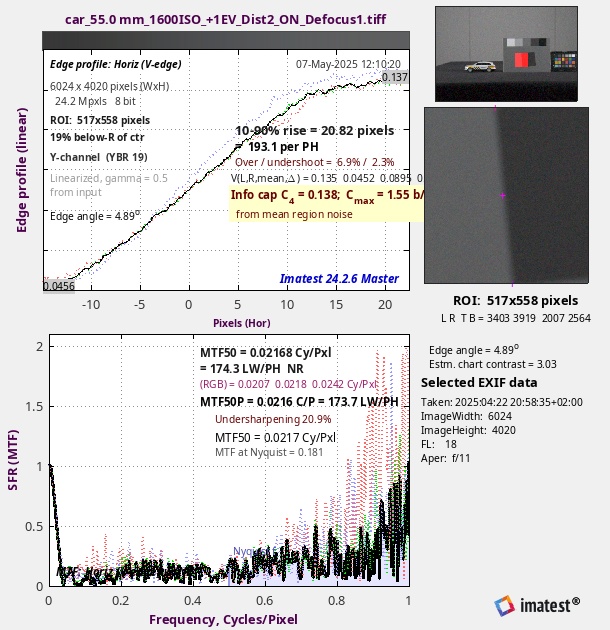 car_55.0 mm_1600ISO_+1EV_Dist2_ON_Defocus1.tiff
Edge profile: Horiz (V-edge)
07-May-2025 12:10:20
0.137
6024 x 4020 pixels (WxH)
24.2 Mpxls 8 bit
ROI: 517x558 pixels
19% below-R of ctr
Y-channel (YBR 19)
Linearized, gamma = 0.5
from input
Edge angle = 4.89o
10-90% rise = 20.82 pixels
= 193.1 per PH
Over / undershoot = 6.9% / 2.3%
V(L,R,mean,Δ) = 0.135 0.0452 0.0895 0
Info cap C4 = 0.138; Cmax = 1.55 b/
from mean region noise
0.0456
Imatest 24.2.6 Master
Edge profile (linear)
-10 -5 0 5 10 15 20
Pixels (Hor)
ROI: 517x558 pixels
L R T B = 3403 3919 2007 2564
Edge angle = 4.89o
Estm. chart contrast = 3.03
Selected EXIF data
Taken: 2025:04:22 20:58:35+02:00
ImageWidth: 6024
ImageHeight: 4020
FL: 18
Aper: f/11
MTF50 = 0.02168 Cy/Pxl
= 174.3 LW/PH NR
(RGB) = 0.0207 0.0218 0.0242 Cy/Pxl
MTF50P = 0.0216 C/P = 173.7 LW/PH
Undersharpening 20.9%
MTF50 = 0.0217 Cy/Pxl
MTF at Nyquist = 0.181
SFR (MTF)
2
1.5
1
0.5
0
0 0.2 0.4 0.6 0.8 1
Frequency, Cycles/Pixel
imatest®